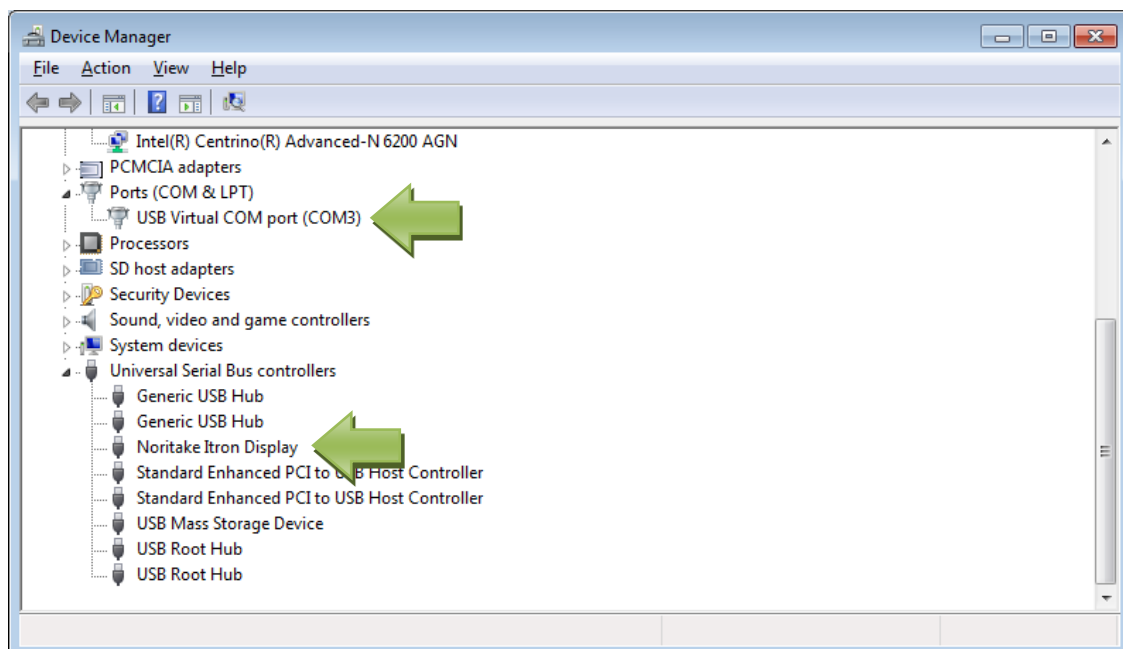 Device Manager
File Action View Help
Intel(R) Centrino(R) Advanced-N 6200 AGN
PCMCIA adapters
Ports (COM & LPT)
USB Virtual COM port (COM3)
Processors
SD host adapters
Security Devices
Sound, video and game controllers
System devices
Universal Serial Bus controllers
Generic USB Hub
Generic USB Hub
Noritake Itron Display
Standard Enhanced PCI to USB Host Controller
Standard Enhanced PCI to USB Host Controller
USB Mass Storage Device
USB Root Hub
USB Root Hub